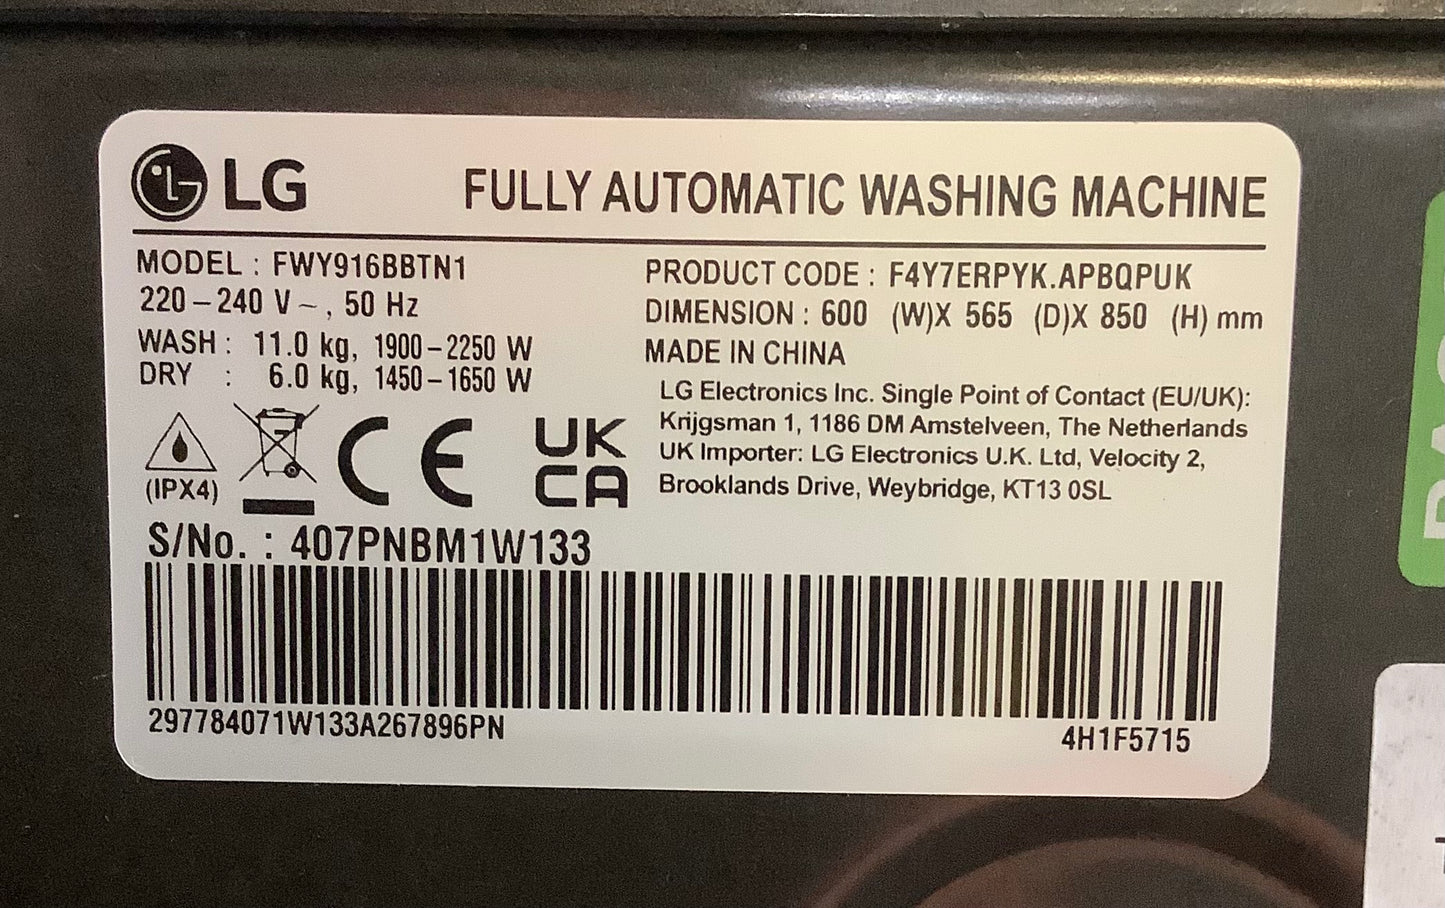 LG FULLY AUTOMATIC WASHING MACHINE
MODEL : FWY916BBTN1
220–240 V ~, 50 Hz
WASH : 11.0 kg, 1900–2250 W
DRY : 6.0 kg, 1450–1650 W
PRODUCT CODE : F4Y7ERPYK.APBQPUK
DIMENSION : 600 (W)X 565 (D)X 850 (H) mm
MADE IN CHINA
LG Electronics Inc. Single Point of Contact (EU/UK):
Krijgsman 1, 1186 DM Amstelveen, The Netherlands
UK Importer: LG Electronics U.K. Ltd, Velocity 2,
Brooklands Drive, Weybridge, KT13 0SL
(IPX4)
CE
UK
CA
S/No. : 407PNBM1W133
297784071W133A267896PN 4H1F5715